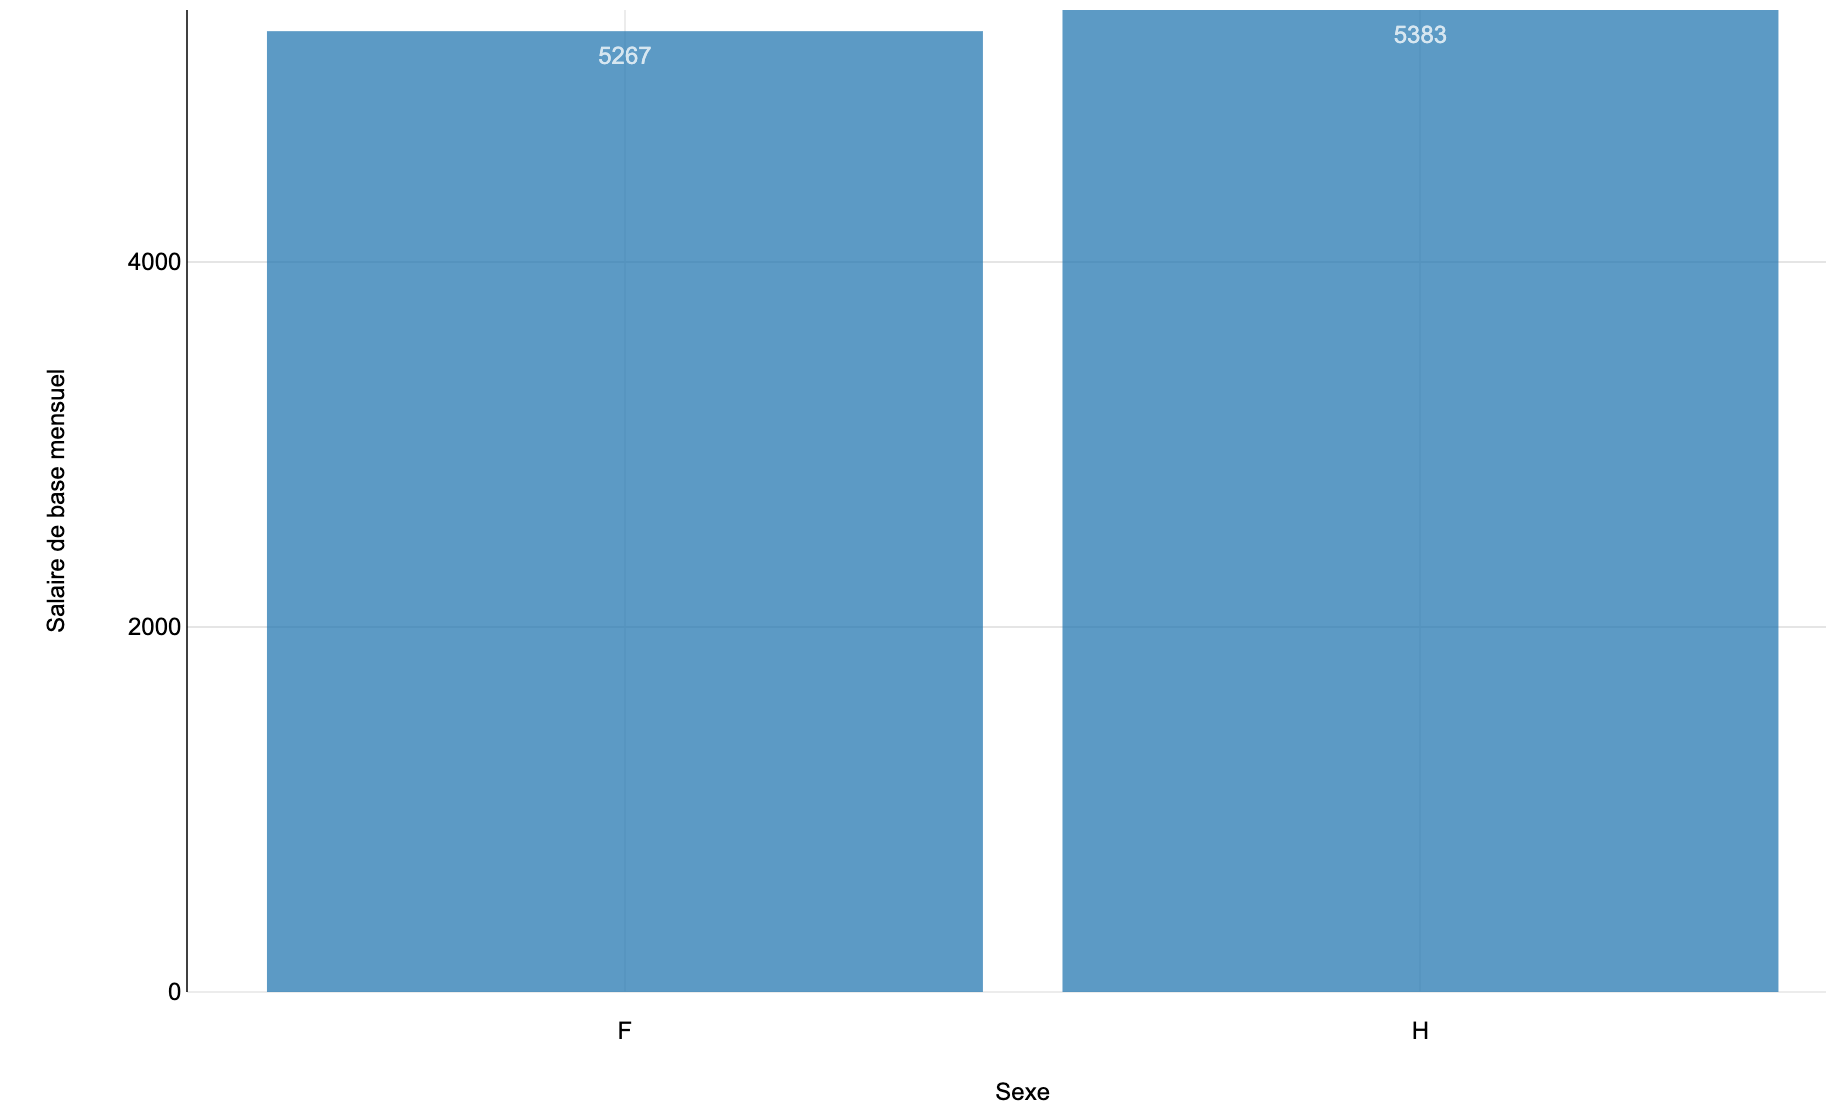 5267
5383
4000
2000
0
Salaire de base mensuel
F
H
Sexe